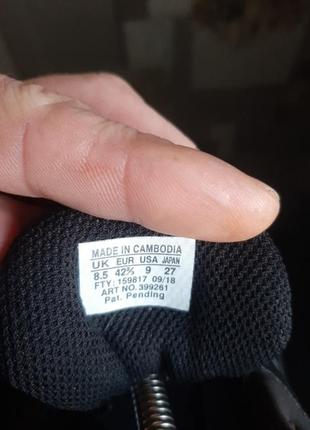 MADE IN CAMBODIA
UK EUR USA JAPAN
8.5 42⅔ 9 27
FTY: 159817 09/18
ART NO.399261
Pat. Pending